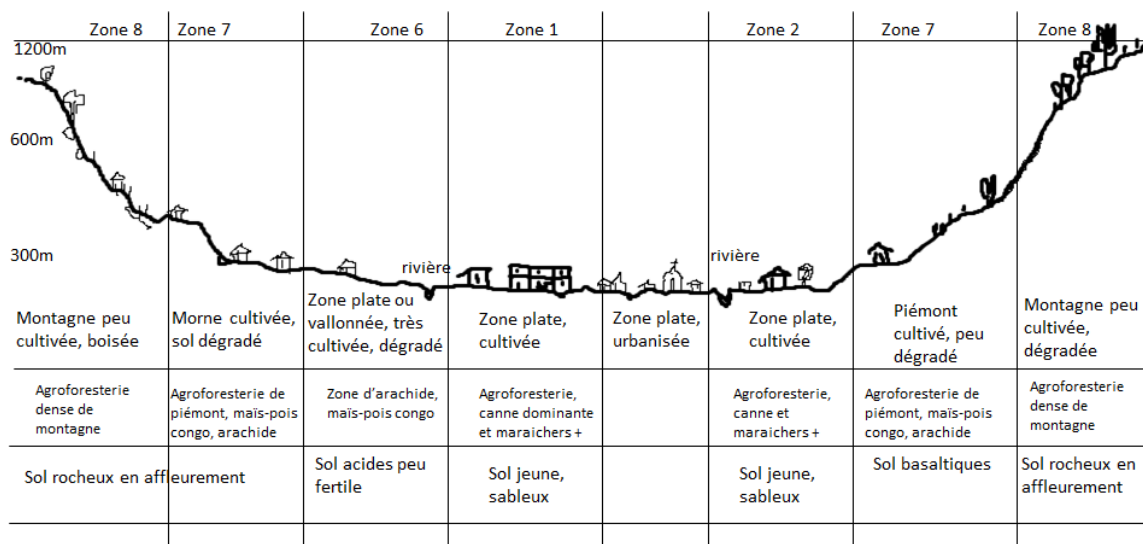 Zone 8
Zone 7
Zone 6
Zone 1
Zone 2
Zone 7
Zone 8
1200m
600m
300m
rivière
rivière
Montagne peu
cultivée, boisée
Morne cultivée,
sol dégradé
Zone plate ou
vallonnée, très
cultivée, dégradé
Zone plate,
cultivée
Zone plate,
urbanisée
Zone plate,
cultivée
Piémont
cultivé, peu
dégradé
Montagne peu
cultivée,
dégradée
Agroforesterie
dense de
montagne
Agroforesterie de
piémont, maïs-pois
congo, arachide
Zone d'arachide,
maïs-pois congo
Agroforesterie,
canne dominante
et maraichers +
Agroforesterie,
canne et
maraichers +
Agroforesterie de
piémont, maïs-pois
congo, arachide
Agroforesterie
dense de
montagne
Sol rocheux en affleurement
Sol acides peu
fertile
Sol jeune,
sableux
Sol jeune,
sableux
Sol basaltiques
Sol rocheux en
affleurement